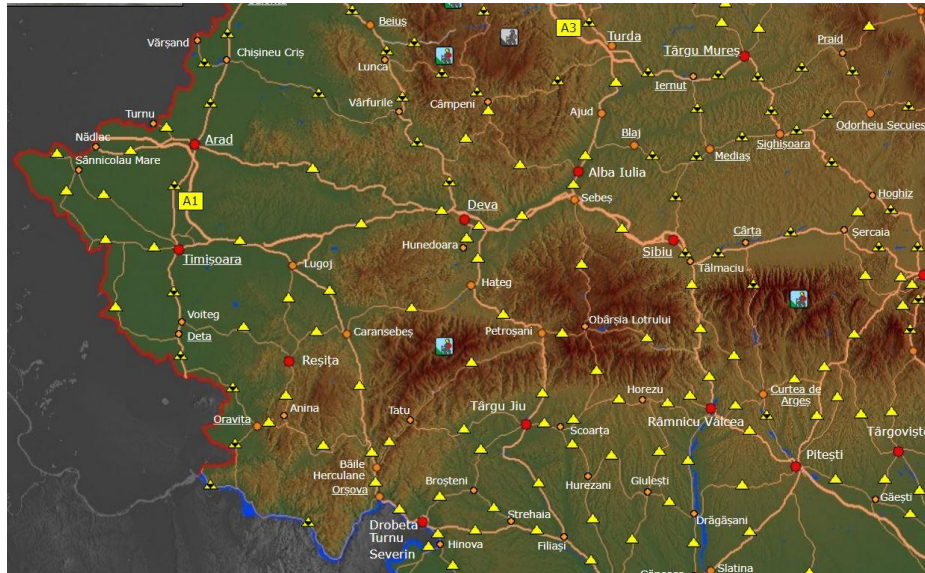 Beiuș
A3
Turda
Târgu Mureș
Praid
Vărșand
Chișineu Criș
Lunca
Iernut
Câmpeni
Vârfurile
Turnu
Ajud
Odorheiu Secuiesc
Nădlac
Arad
Blaj
Mediaș
Sighișoara
Sânnicolau Mare
Alba Iulia
A1
Sebeș
Hoghiz
Deva
Cârta
Șercaia
Hunedoara
Sibiu
Timișoara
Lugoj
Tălmaciu
Hațeg
Voiteg
Deta
Caransebeș
Petroșani
Obârșia Lotrului
Reșița
Horezu
Curtea de
Argeș
Anina
Tatu
Târgu Jiu
Oravița
Râmnicu Vâlcea
Scoarța
Târgoviște
Băile
Herculane
Pitești
Orșova
Broșteni
Hurezani
Giulești
Găești
Drobeta
Turnu
Severin
Strehaia
Drăgășani
Hinova
Filiași
Slatina